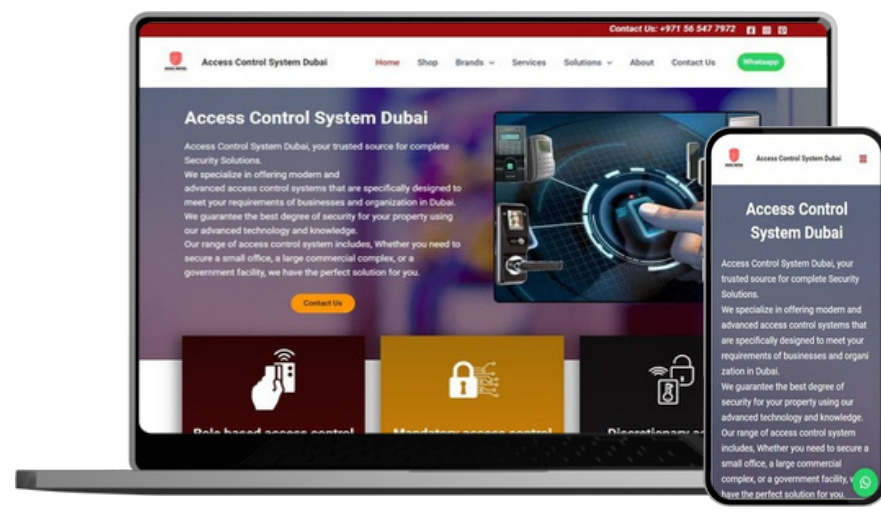 Contact Us: +971 56 547 7972
Access Control System Dubai
Home Shop Brands Services Solutions About Contact Us Whatsapp
Access Control System Dubai
Access Control System Dubai, your trusted source for complete
Security Solutions.
We specialize in offering modern and
advanced access control systems that are specifically designed to
meet your requirements of businesses and organization in Dubai.
We guarantee the best degree of security for your property using
our advanced technology and knowledge.
Our range of access control system includes, Whether you need to
secure a small office, a large commercial complex, or a
government facility, we have the perfect solution for you.
Contact Us
Role based access control
Mandatory access control
Discretionary
Access Control System Dubai
Access Control
System Dubai
Access Control System Dubai, your
trusted source for complete Security
Solutions.
We specialize in offering modern and
advanced access control systems that
are specifically designed to meet your
requirements of businesses and organi
zation in Dubai.
We guarantee the best degree of
security for your property using our
advanced technology and knowledge.
Our range of access control system
includes, Whether you need to secure a
small office, a large commercial
complex, or a government facility,
have the perfect solution for you.